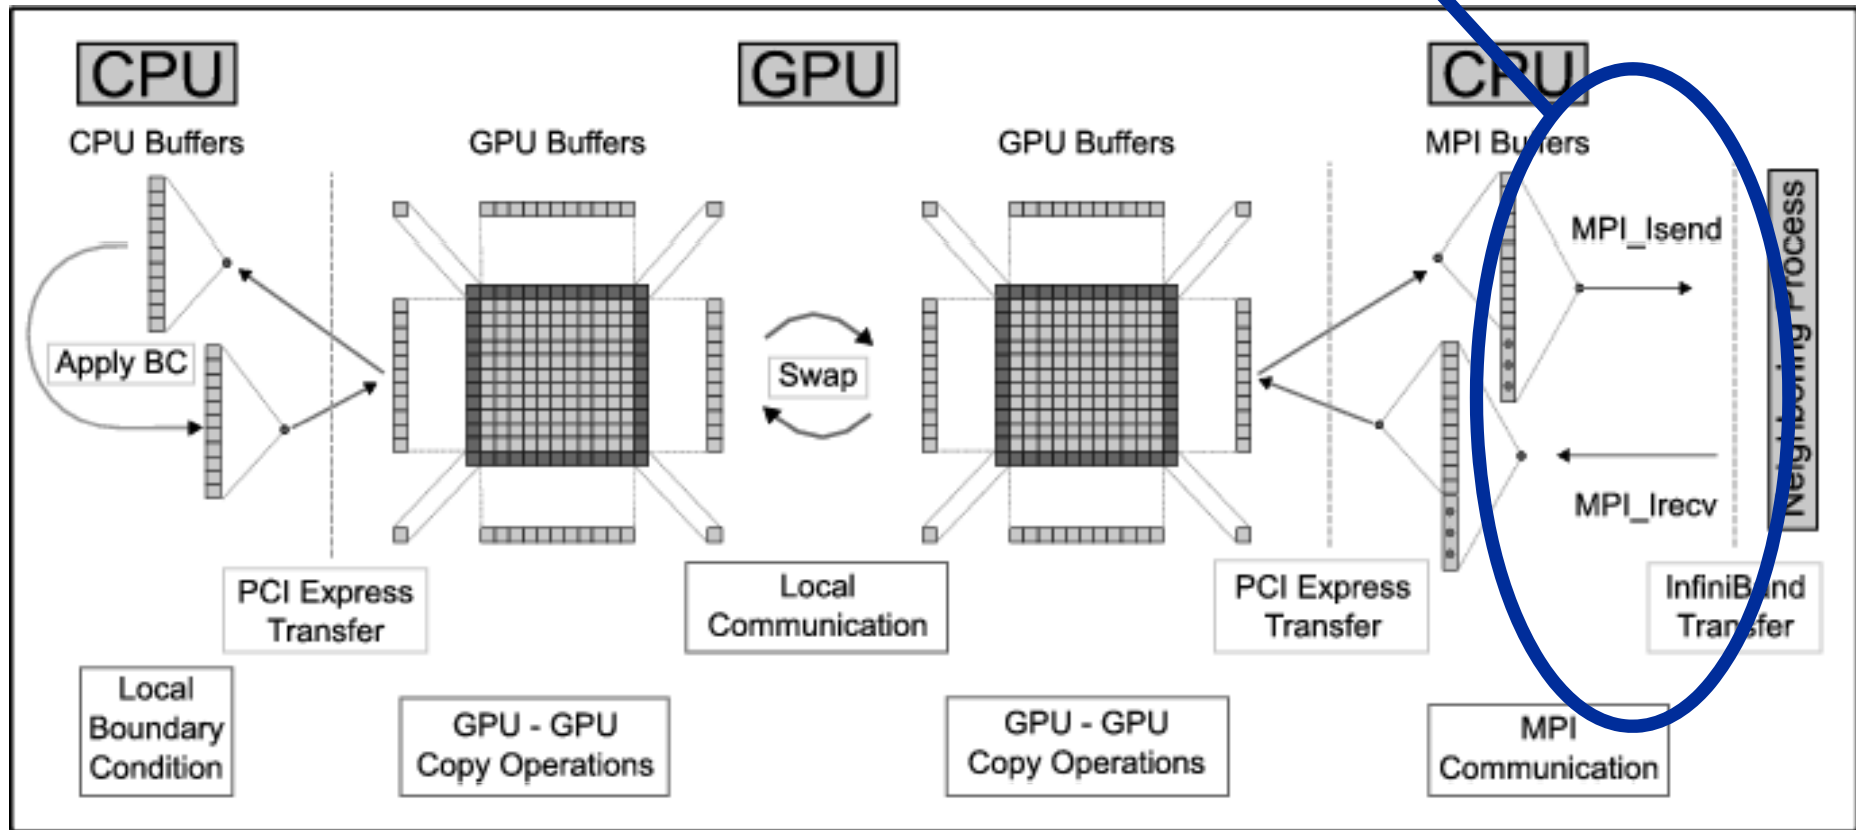 CPU
GPU
CPU
CPU Buffers
GPU Buffers
GPU Buffers
MPI Buffers
MPI_Isend
Neighboring Process
Apply BC
Swap
MPI_Irecv
PCI Express
Transfer
Local
Communication
PCI Express
Transfer
InfiniBand
Transfer
Local
Boundary
Condition
GPU - GPU
Copy Operations
GPU - GPU
Copy Operations
MPI
Communication